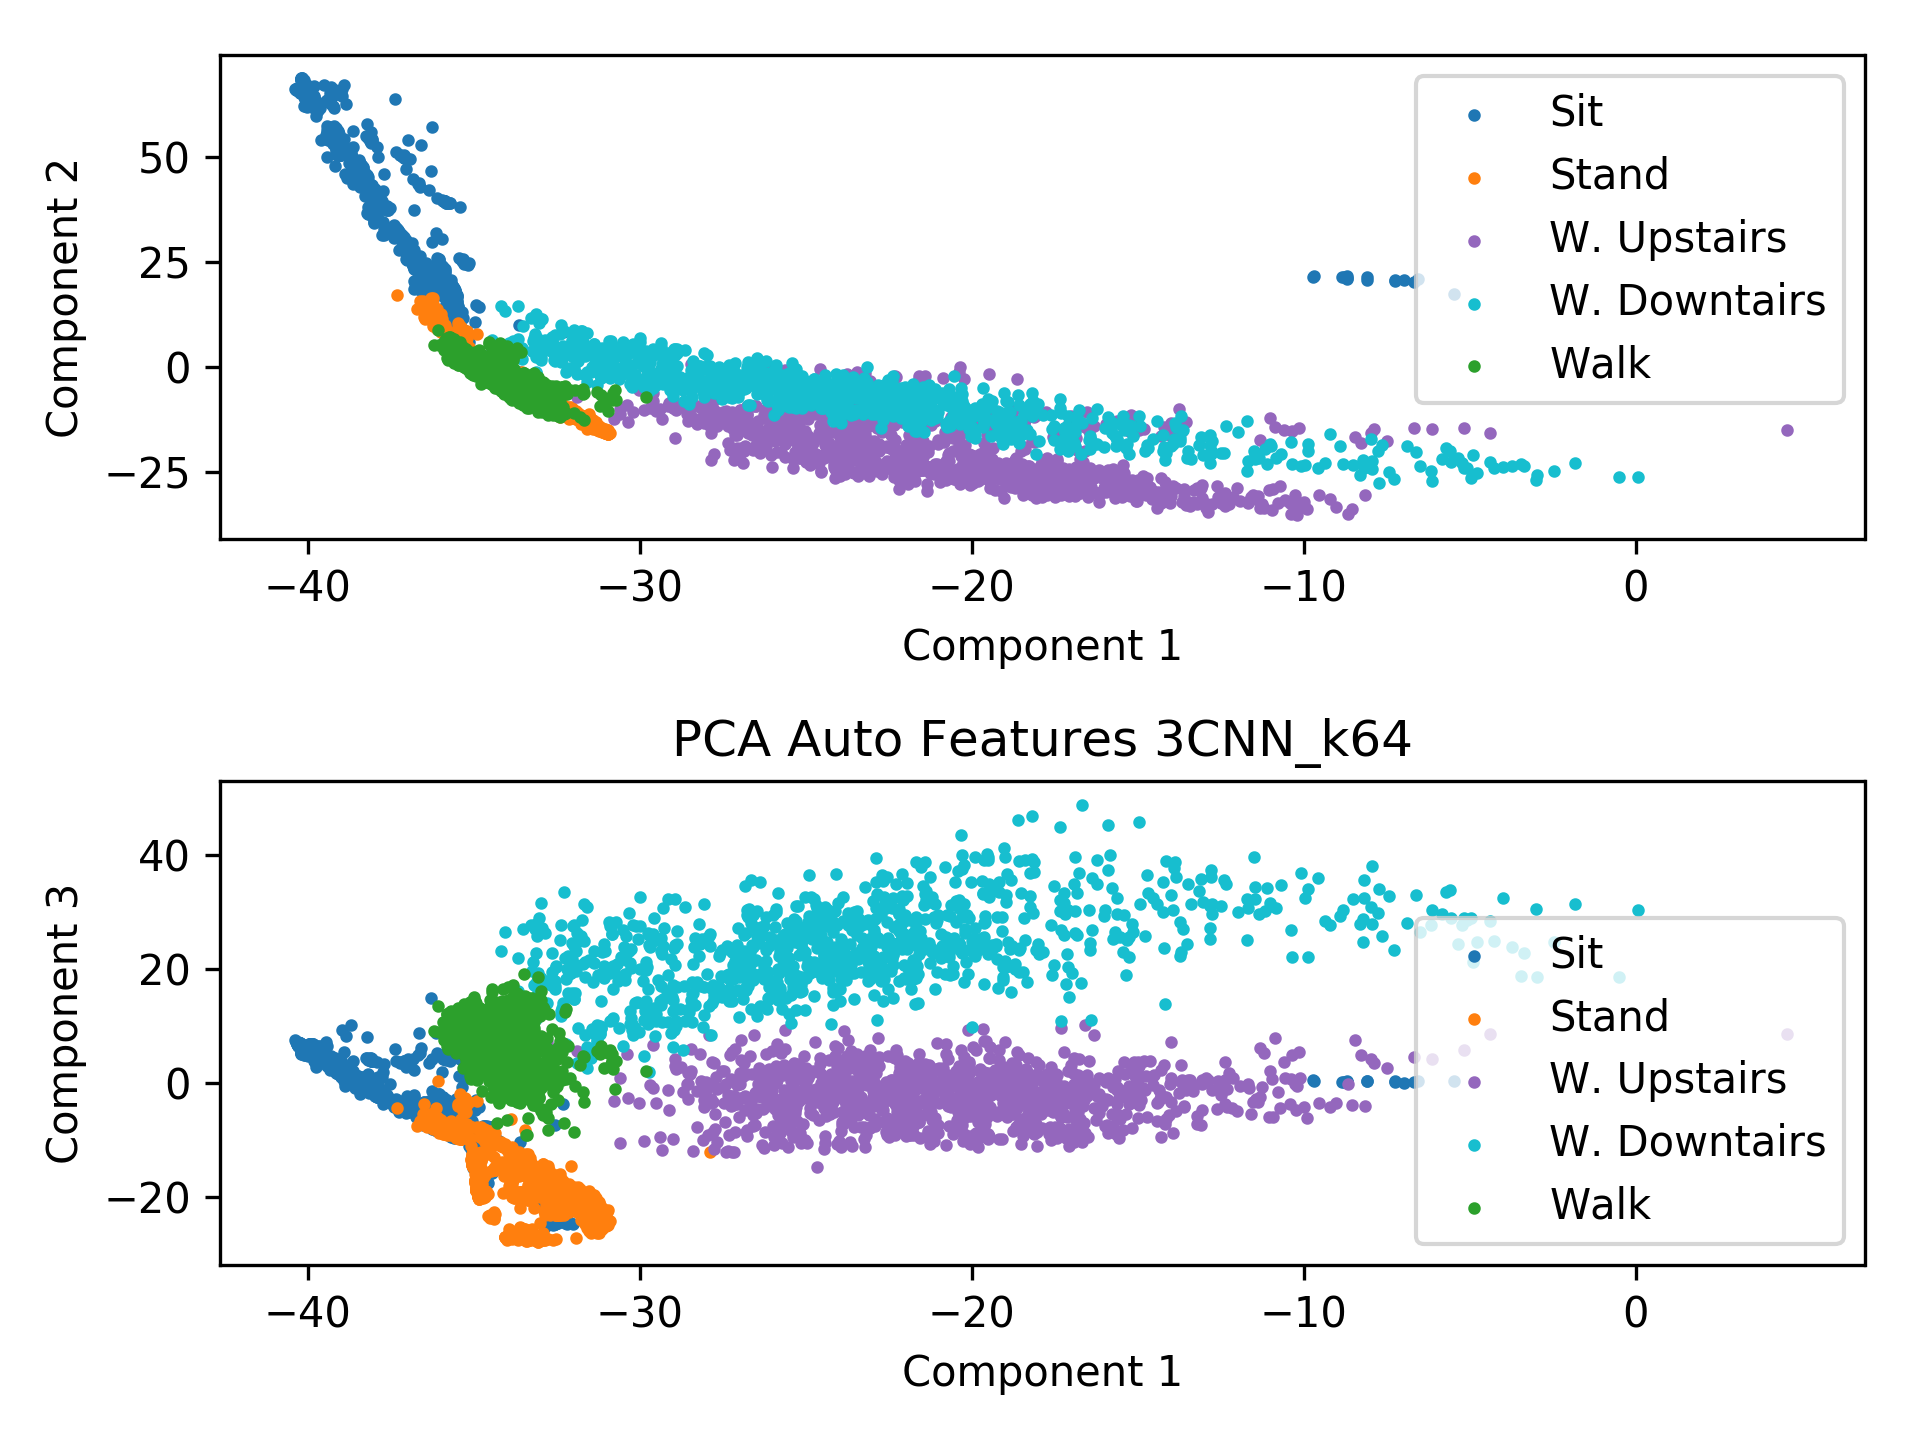 50
25
0
−25
Component 2
Sit
Stand
W. Upstairs
W. Downtairs
Walk
−40 −30 −20 −10 0
Component 1
PCA Auto Features 3CNN_k64
40
20
0
−20
Component 3
Sit
Stand
W. Upstairs
W. Downtairs
Walk
−40 −30 −20 −10 0
Component 1